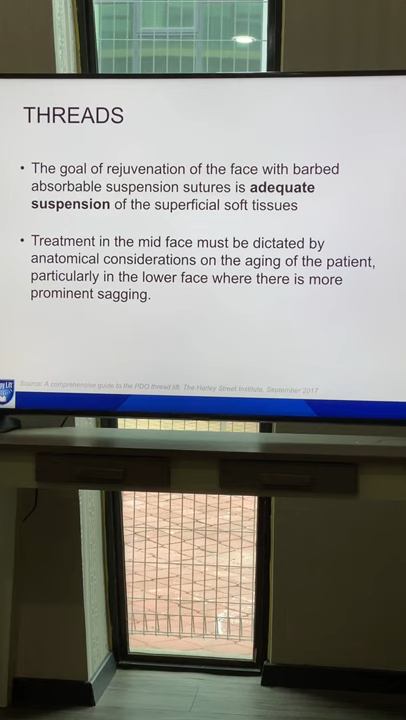 THREADS
• The goal of rejuvenation of the face with barbed
absorbable suspension sutures is adequate
suspension of the superficial soft tissues
• Treatment in the mid face must be dictated by
anatomical considerations on the aging of the patient,
particularly in the lower face where there is more
prominent sagging.
Source: A comprehensive guide to the PDO thread lift. The Harley Street Institute. September 2017